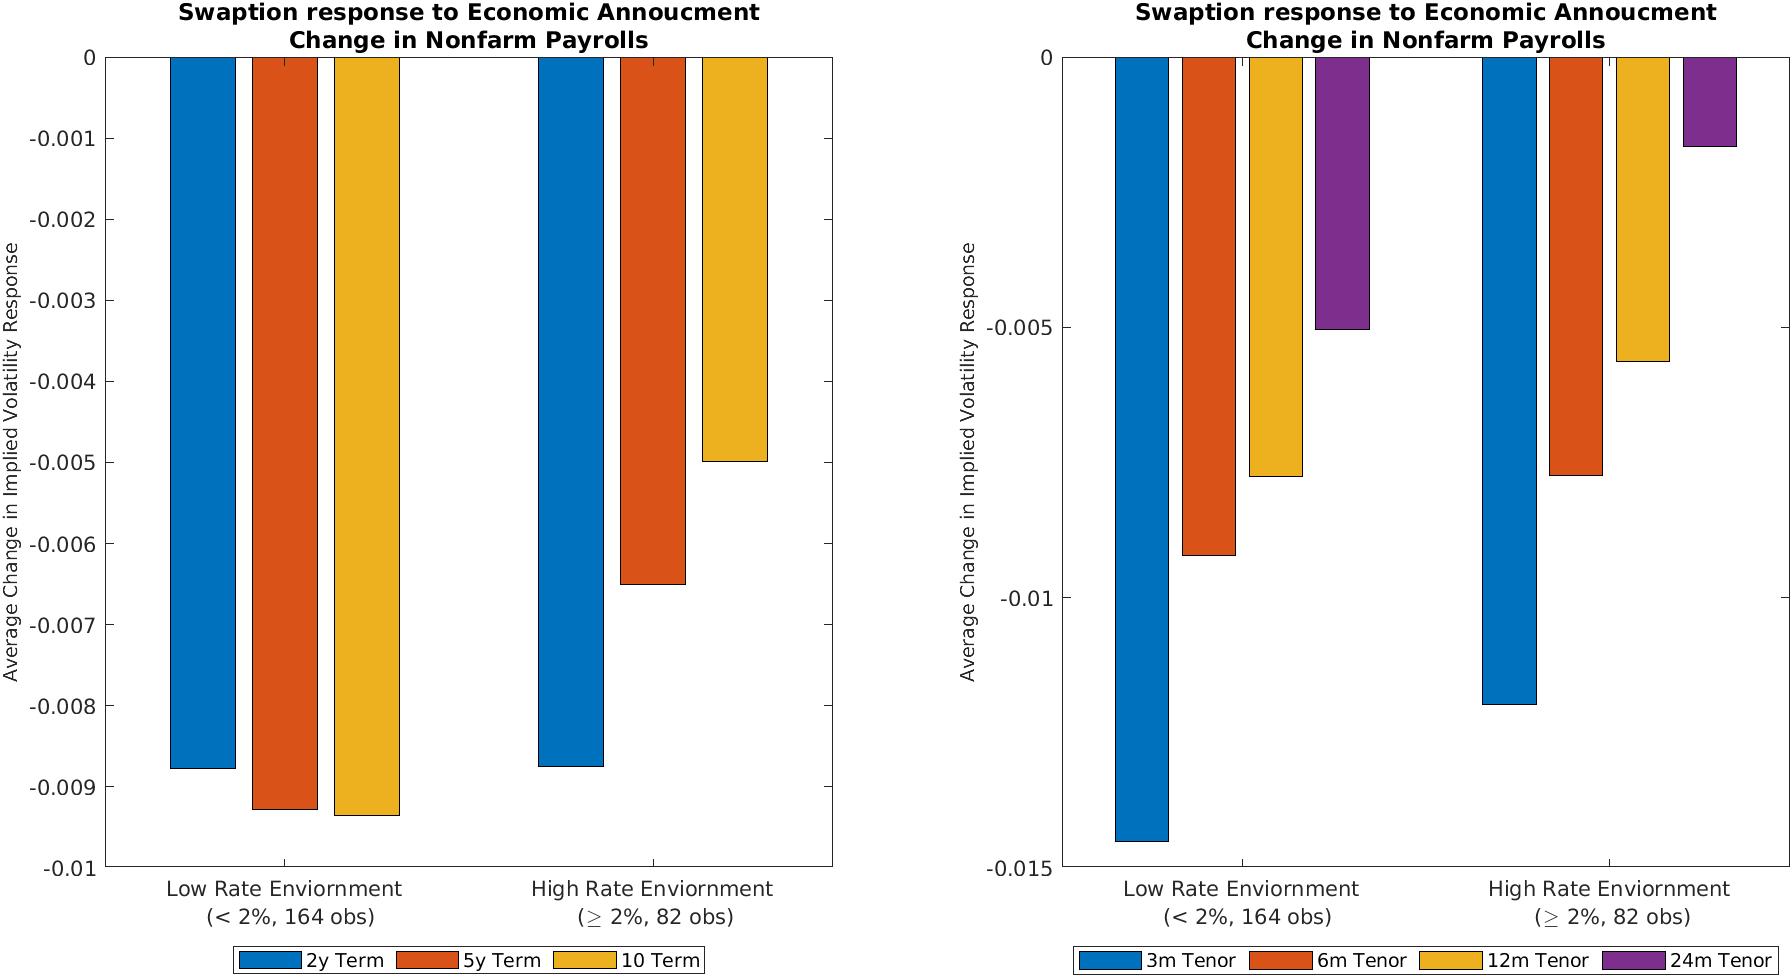 Swaption response to Economic Annoucment
Change in Nonfarm Payrolls
0
-0.001
-0.002
-0.003
-0.004
-0.005
-0.006
-0.007
-0.008
-0.009
-0.01
Average Change in Implied Volatility Response
Low Rate Enviornment
(< 2%, 164 obs)
High Rate Enviornment
(≥ 2%, 82 obs)
2y Term
5y Term
10 Term
Swaption response to Economic Annoucment
Change in Nonfarm Payrolls
0
-0.005
-0.01
-0.015
Average Change in Implied Volatility Response
Low Rate Enviornment
(< 2%, 164 obs)
High Rate Enviornment
(≥ 2%, 82 obs)
3m Tenor
6m Tenor
12m Tenor
24m Tenor